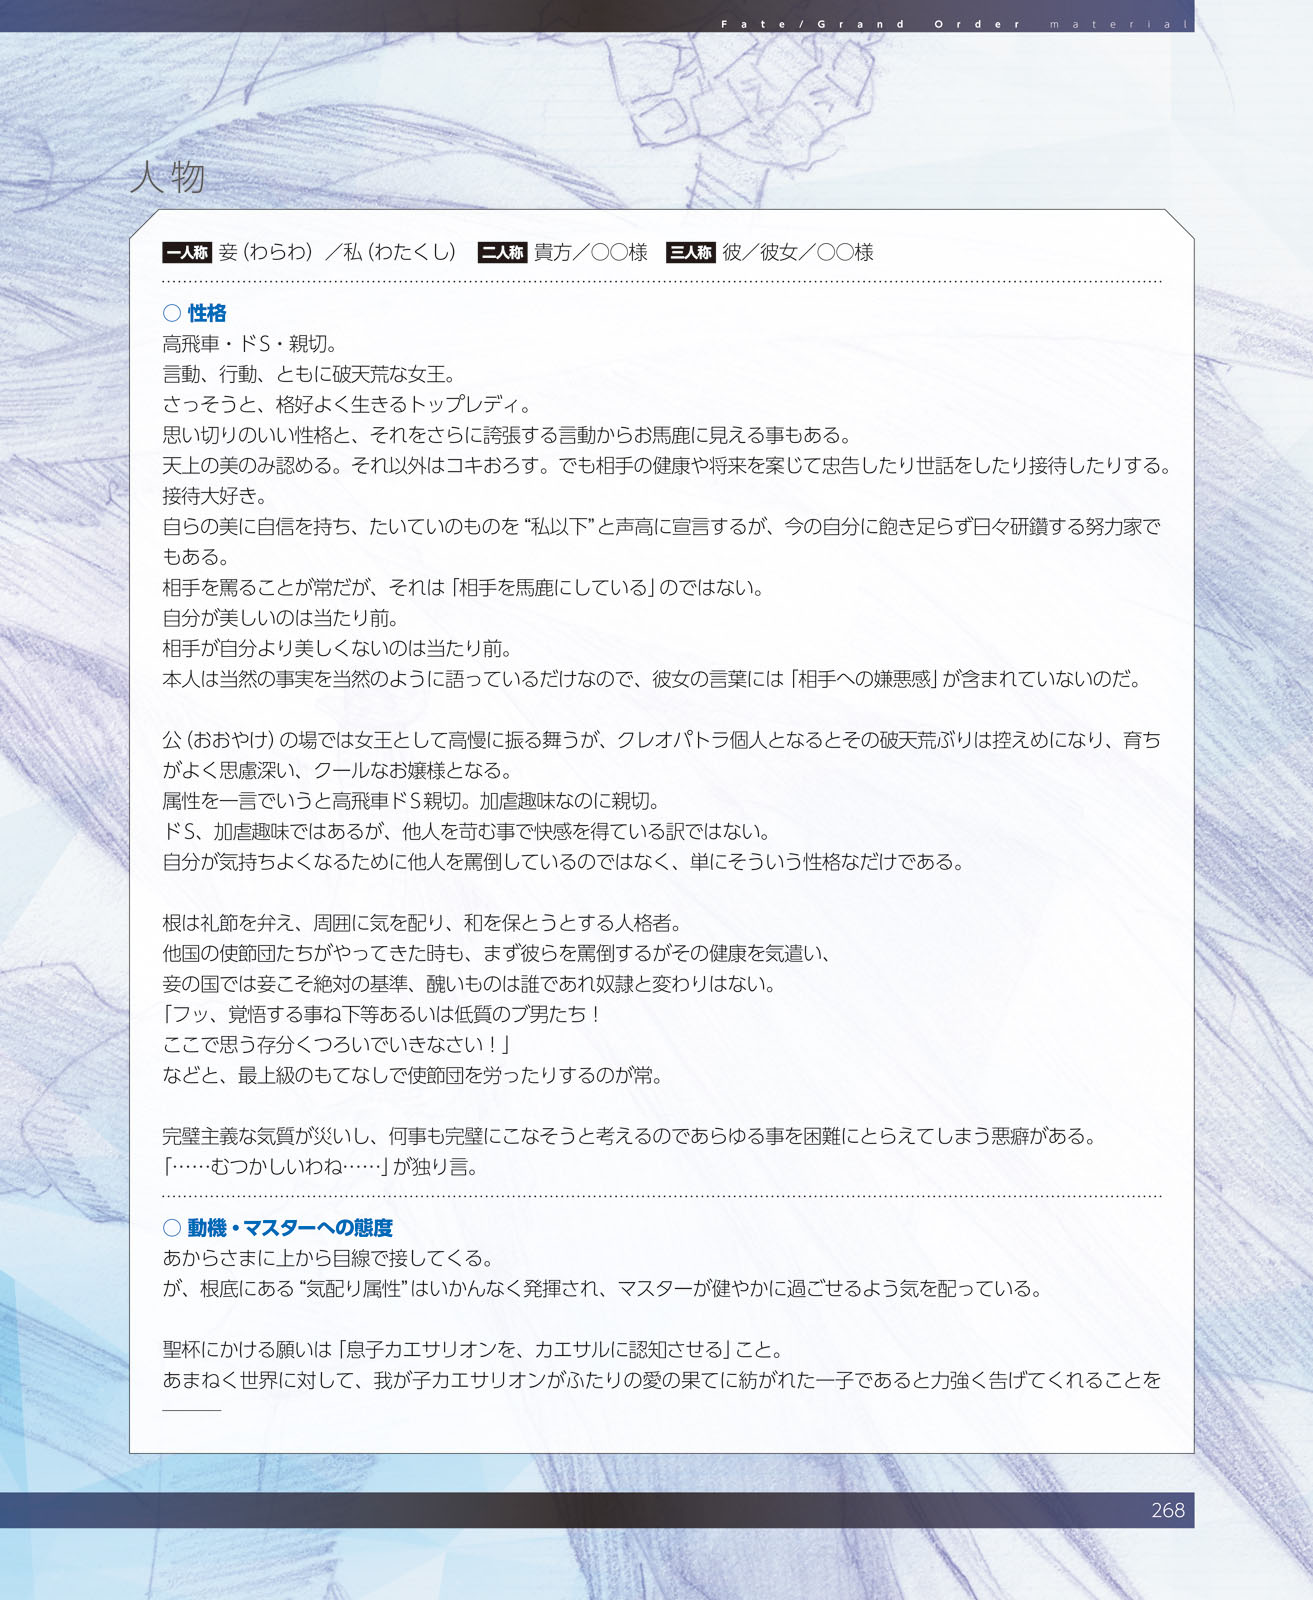 Fate/Grand Order material
人物
一人称 妾（わらわ）／私（わたくし） 二人称 貴方／○○様 三人称 彼／彼女／○○様
○ 性格
高飛車・ドS・親切。
言動、行動、ともに破天荒な女王。
さっそうと、格好よく生きるトップレディ。
思い切りのいい性格と、それをさらに誇張する言動からお馬鹿に見える事もある。
天上の美のみ認める。それ以外はコキおろす。でも相手の健康や将来を案じて忠告したり世話をしたり接待したりする。
接待大好き。
自らの美に自信を持ち、たいていのものを“私以下”と声高に宣言するが、今の自分に飽き足らず日々研鑽する努力家で
もある。
相手を罵ることが常だが、それは「相手を馬鹿にしている」のではない。
自分が美しいのは当たり前。
相手が自分より美しくないのは当たり前。
本人は当然の事実を当然のように語っているだけなので、彼女の言葉には「相手への嫌悪感」が含まれていないのだ。
公（おおやけ）の場では女王として高慢に振る舞うが、クレオパトラ個人となるとその破天荒ぶりは控えめになり、育ち
がよく思慮深い、クールなお嬢様となる。
属性を一言でいうと高飛車ドS親切。加虐趣味なのに親切。
ドS、加虐趣味ではあるが、他人を苛む事で快感を得ている訳ではない。
自分が気持ちよくなるために他人を罵倒しているのではなく、単にそういう性格なだけである。
根は礼節を弁え、周囲に気を配り、和を保とうとする人格者。
他国の使節団たちがやってきた時も、まず彼らを罵倒するがその健康を気遣い、
妾の国では妾こそ絶対の基準、醜いものは誰であれ奴隷と変わりはない。
「フッ、覚悟する事ね下等あるいは低質のブ男たち！
ここで思う存分くつろいでいきなさい！」
などと、最上級のもてなしで使節団を労ったりするのが常。
完璧主義な気質が災いし、何事も完璧にこなそうと考えるのであらゆる事を困難にとらえてしまう悪癖がある。
「……むつかしいわね……」が独り言。
○ 動機・マスターへの態度
あからさまに上から目線で接してくる。
が、根底にある“気配り属性”はいかんなく発揮され、マスターが健やかに過ごせるよう気を配っている。
聖杯にかける願いは「息子カエサリオンを、カエサルに認知させる」こと。
あまねく世界に対して、我が子カエサリオンがふたりの愛の果てに紡がれた一子であると力強く告げてくれることを
───
268